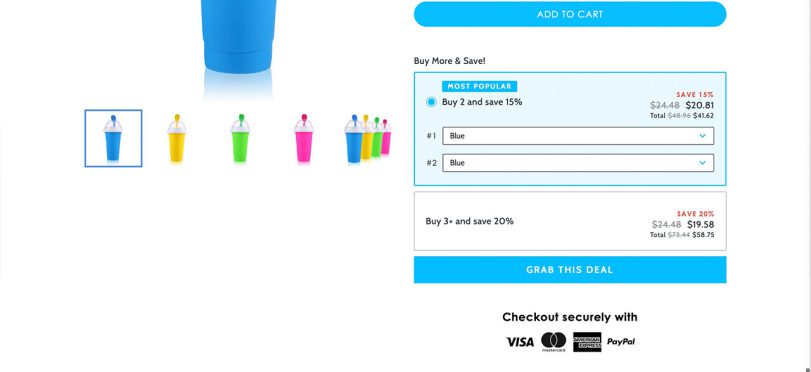 ADD TO CART
Buy More & Save!
MOST POPULAR
Buy 2 and save 15%
SAVE 15%
$24.48 $20.81
Total $48.96 $41.62
#1 Blue
#2 Blue
Buy 3+ and save 20%
SAVE 20%
$24.48 $19.58
Total $73.44 $58.75
GRAB THIS DEAL
Checkout securely with
VISA
mastercard
AMERICAN
EXPRESS
PayPal